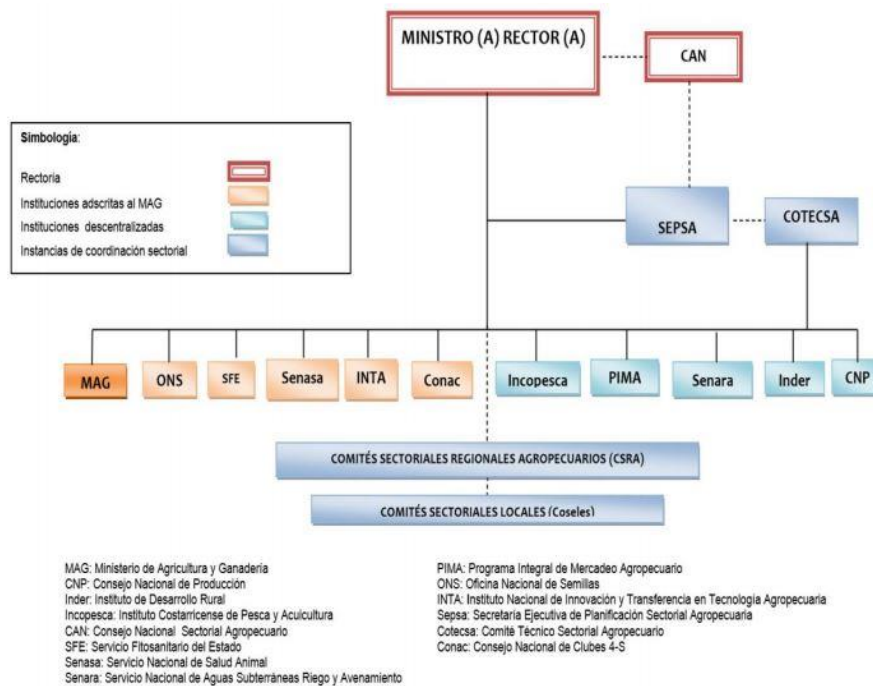 MINISTRO (A) RECTOR (A)
CAN
Simbología:
Rectoría
Instituciones adscritas al MAG
Instituciones descentralizadas
Instancias de coordinación sectorial
SEPSA
COTECSA
MAG
ONS
SFE
Senasa
INTA
Conac
Incopesca
PIMA
Senara
Inder
CNP
COMITÉS SECTORIALES REGIONALES AGROPECUARIOS (CSRA)
COMITÉS SECTORIALES LOCALES (Coseles)
MAG: Ministerio de Agricultura y Ganadería
CNP: Consejo Nacional de Producción
Inder: Instituto de Desarrollo Rural
Incopesca: Instituto Costarricense de Pesca y Acuicultura
CAN: Consejo Nacional Sectorial Agropecuario
SFE: Servicio Fitosanitario del Estado
Senasa: Servicio Nacional de Salud Animal
Senara: Servicio Nacional de Aguas Subterráneas Riego y Avenamiento
PIMA: Programa Integral de Mercadeo Agropecuario
ONS: Oficina Nacional de Semillas
INTA: Instituto Nacional de Innovación y Transferencia en Tecnología Agropecuaria
Sepsa: Secretaría Ejecutiva de Planificación Sectorial Agropecuaria
Cotecsa: Comité Técnico Sectorial Agropecuario
Conac: Consejo Nacional de Clubes 4-S